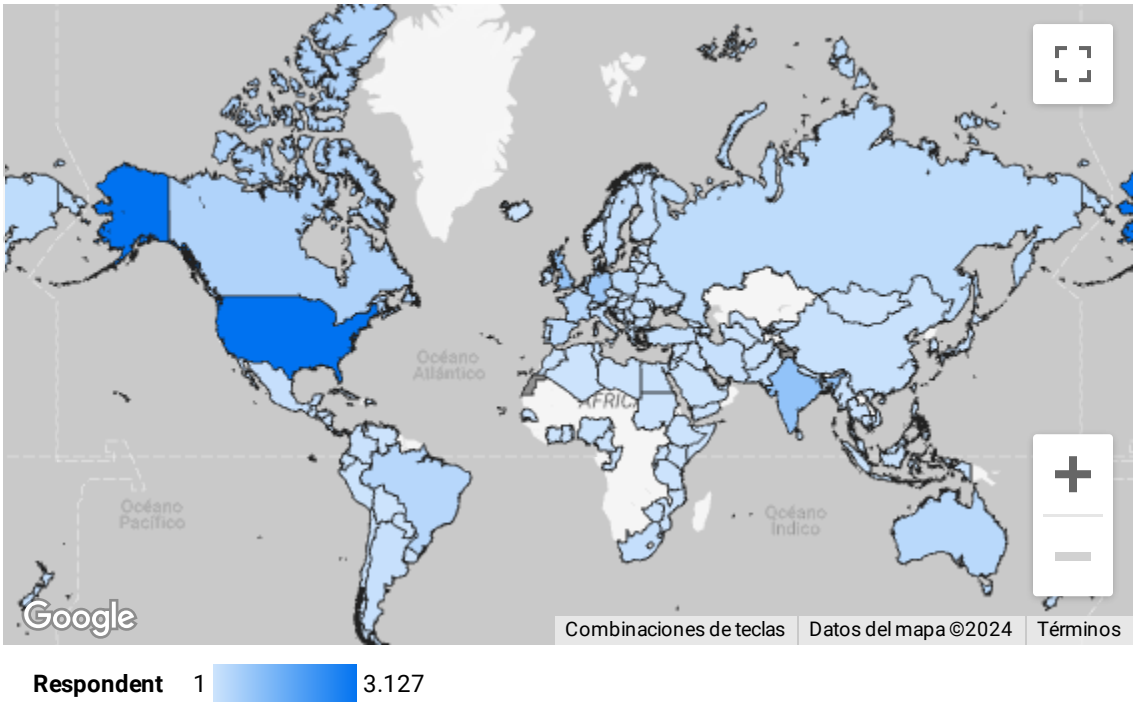 Océano
Atlántico
ÁFRICA
Océano
Pacífico
Océano
Índico
Google
Combinaciones de teclas
Datos del mapa ©2024
Términos
Respondent 1 3.127